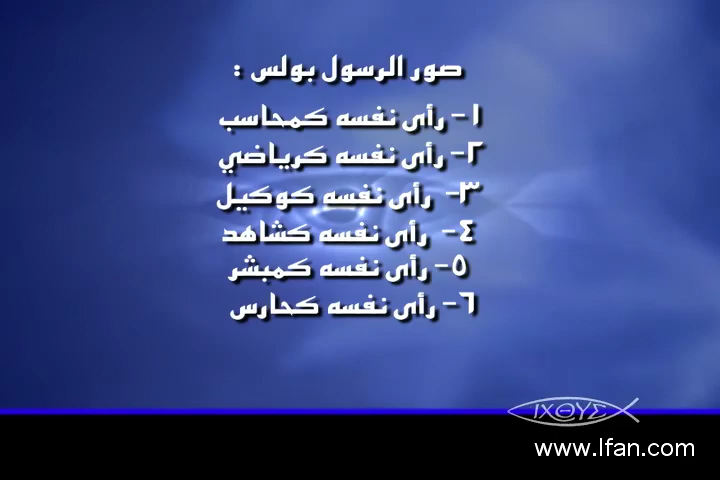 صور الرسول بولس :
١- رأى نفسه كمحاسب
٢- رأى نفسه كرياضي
٣- رأى نفسه كوكيل
٤- رأى نفسه كشاهد
٥- رأى نفسه كمبشر
٦- رأى نفسه كحارس
ΙΧΘΥΣ
www.lfan.com